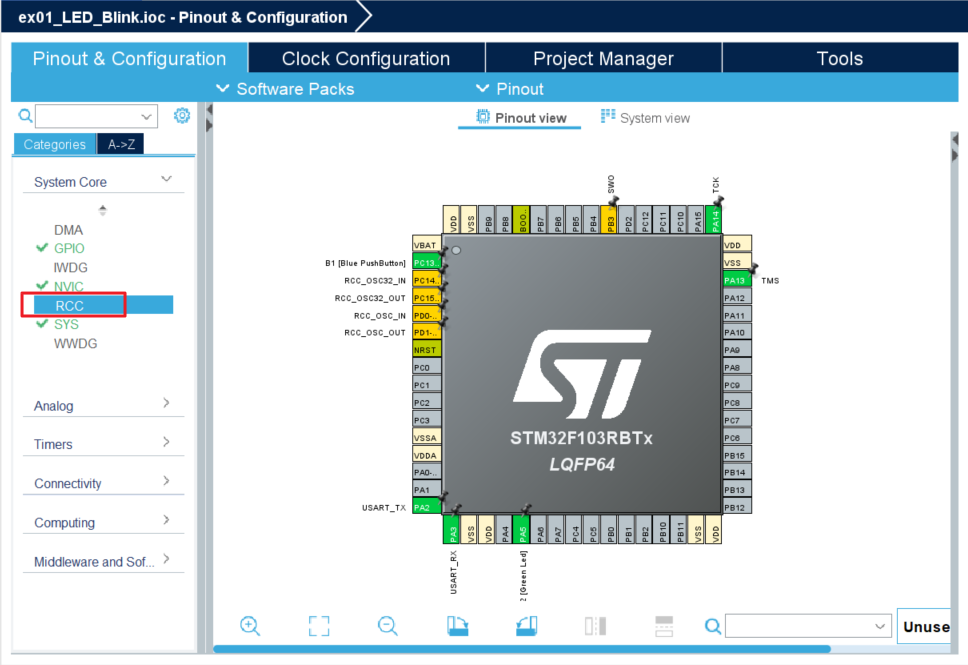 ex01_LED_Blink.ioc - Pinout & Configuration
Pinout & Configuration
Clock Configuration
Project Manager
Tools
Software Packs
Pinout
Pinout view
System view
Categories
A->Z
System Core
DMA
GPIO
IWDG
NVIC
RCC
SYS
WWDG
Analog
Timers
Connectivity
Computing
Middleware and Sof...
SWO
TCK
VDD
VSS
PB9
PB8
BOO..
PB7
PB6
PB5
PB4
PB3
PD2
PC12
PC11
PC10
PA15
PA14
VBAT
B1 [Blue PushButton]
PC13..
RCC_OSC32_IN
PC14..
RCC_OSC32_OUT
PC15..
RCC_OSC_IN
PD0-..
RCC_OSC_OUT
PD1-..
NRST
PC0
PC1
PC2
PC3
VSSA
VDDA
PA0-..
PA1
USART_TX
PA2
VDD
VSS
PA13
TMS
PA12
PA11
PA10
PA9
PA8
PC9
PC8
PC7
PC6
PB15
PB14
PB13
PB12
STM32F103RBTx
LQFP64
PA3
VSS
VDD
PA4
PA5
PA6
PA7
PC4
PC5
PB0
PB1
PB2
PB10
PB11
VSS
VDD
USART_RX
2 [Green Led]
Unuse